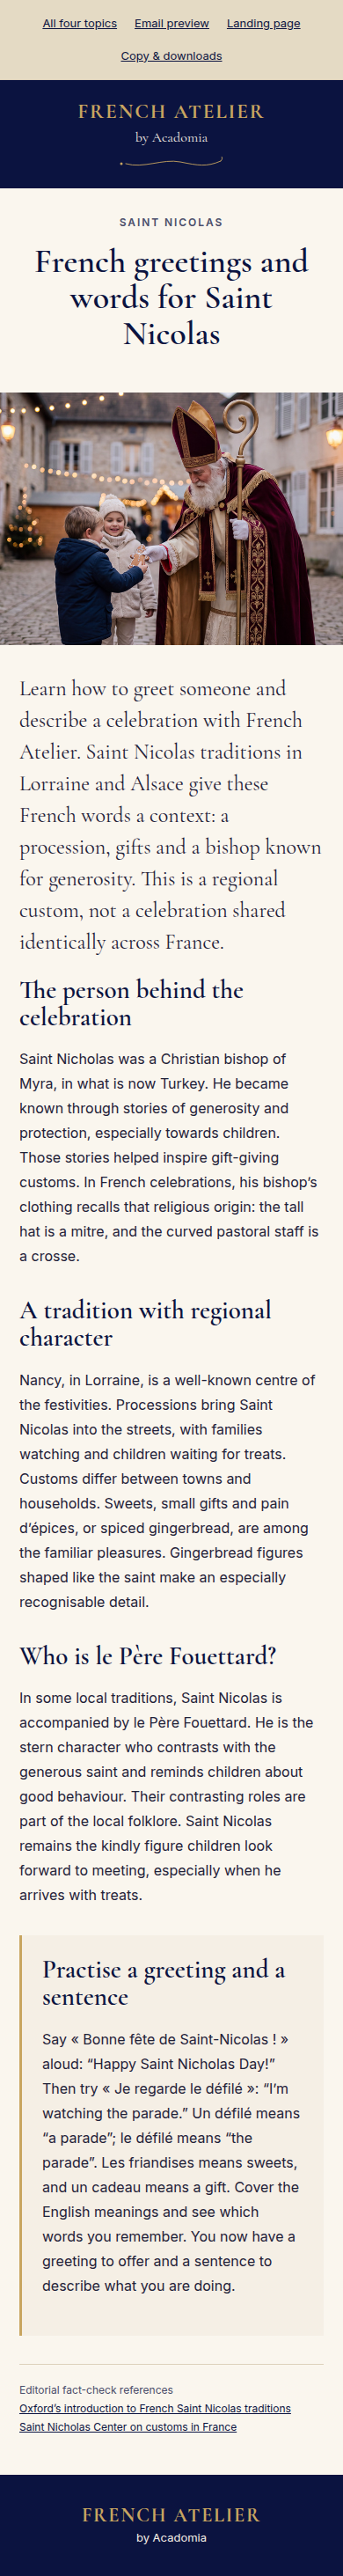 All four topics Email preview Landing page
Copy & downloads
FRENCH ATELIER
by Acadomia
SAINT NICOLAS
French greetings and
words for Saint
Nicolas
Learn how to greet someone and
describe a celebration with French
Atelier. Saint Nicolas traditions in
Lorraine and Alsace give these
French words a context: a
procession, gifts and a bishop known
for generosity. This is a regional
custom, not a celebration shared
identically across France.
The person behind the
celebration
Saint Nicholas was a Christian bishop of
Myra, in what is now Turkey. He became
known through stories of generosity and
protection, especially towards children.
Those stories helped inspire gift-giving
customs. In French celebrations, his bishop’s
clothing recalls that religious origin: the tall
hat is a mitre, and the curved pastoral staff is
a crosse.
A tradition with regional
character
Nancy, in Lorraine, is a well-known centre of
the festivities. Processions bring Saint
Nicolas into the streets, with families
watching and children waiting for treats.
Customs differ between towns and
households. Sweets, small gifts and pain
d’épices, or spiced gingerbread, are among
the familiar pleasures. Gingerbread figures
shaped like the saint make an especially
recognisable detail.
Who is le Père Fouettard?
In some local traditions, Saint Nicolas is
accompanied by le Père Fouettard. He is the
stern character who contrasts with the
generous saint and reminds children about
good behaviour. Their contrasting roles are
part of the local folklore. Saint Nicolas
remains the kindly figure children look
forward to meeting, especially when he
arrives with treats.
Practise a greeting and a
sentence
Say « Bonne fête de Saint-Nicolas ! »
aloud: “Happy Saint Nicholas Day!”
Then try « Je regarde le défilé »: “I’m
watching the parade.” Un défilé means
“a parade”; le défilé means “the
parade”. Les friandises means sweets,
and un cadeau means a gift. Cover the
English meanings and see which
words you remember. You now have a
greeting to offer and a sentence to
describe what you are doing.
Editorial fact-check references
Oxford’s introduction to French Saint Nicolas traditions
Saint Nicholas Center on customs in France
FRENCH ATELIER
by Acadomia